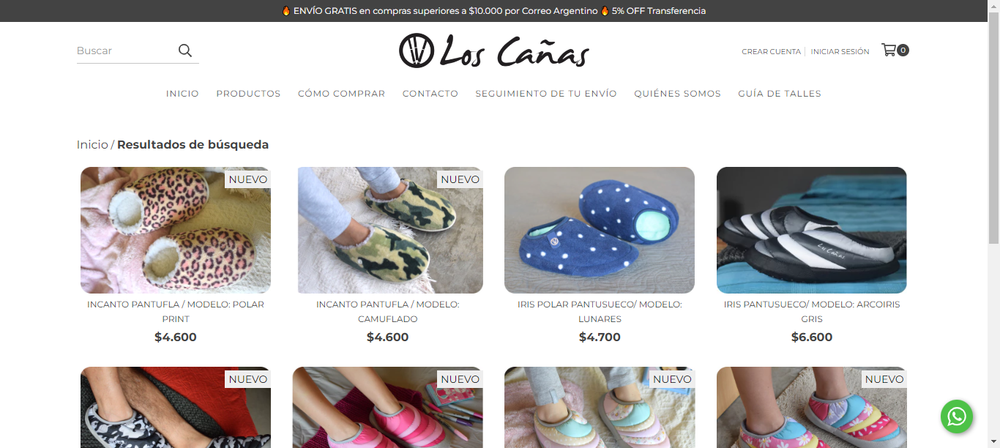 🔥 ENVÍO GRATIS en compras superiores a $10.000 por Correo Argentino 🔥 5% OFF Transferencia
Buscar
Los Cañas
CREAR CUENTA | INICIAR SESIÓN
0
INICIO PRODUCTOS CÓMO COMPRAR CONTACTO SEGUIMIENTO DE TU ENVÍO QUIÉNES SOMOS GUÍA DE TALLES
Inicio / Resultados de búsqueda
NUEVO
NUEVO
Los Cañas
INCANTO PANTUFLA / MODELO: POLAR
PRINT
$4.600
INCANTO PANTUFLA / MODELO:
CAMUFLADO
$4.600
IRIS POLAR PANTUSUECO/ MODELO:
LUNARES
$4.700
IRIS PANTUSUECO/ MODELO: ARCOIRIS
GRIS
$6.600
NUEVO
NUEVO
NUEVO
NUEVO